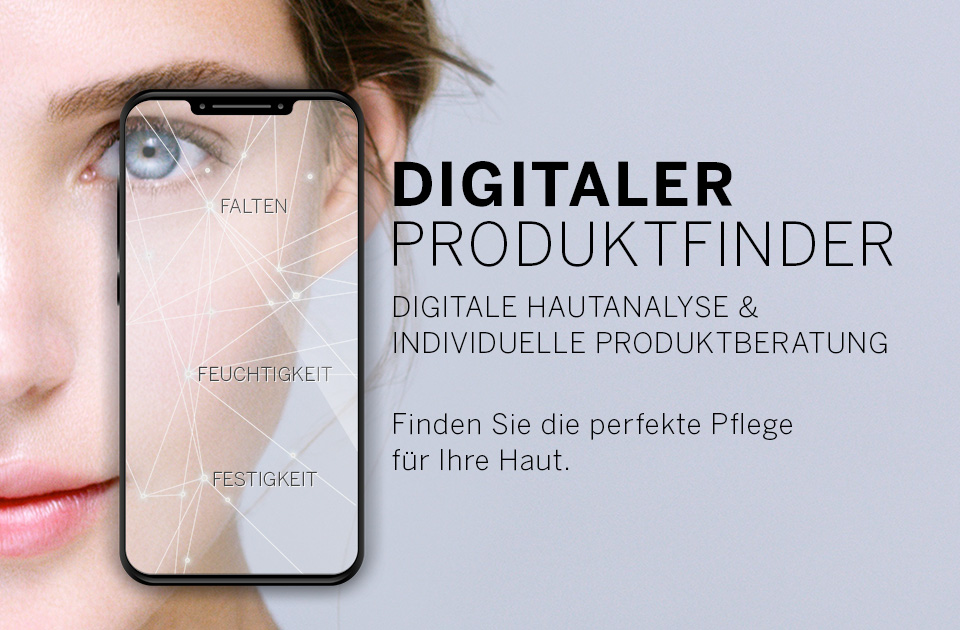 FALTEN
FEUCHTIGKEIT
FESTIGKEIT
DIGITALER
PRODUKTFINDER
DIGITALE HAUTANALYSE &
INDIVIDUELLE PRODUKTBERATUNG
Finden Sie die perfekte Pflege
für Ihre Haut.